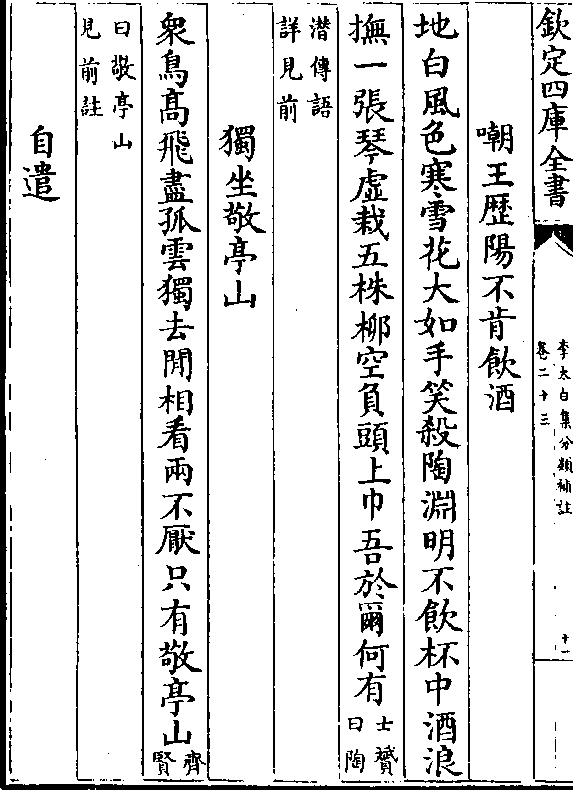 欽定四庫全書
李太白集分類補註
卷二十三
十一
嘲王歴陽不肯飲酒
地白風色寒雪花大如手笑殺陶淵明不飲杯中酒浪
撫一張琴虛栽五株栁空負頭上巾吾於爾何有士贇曰陶
潛傳語
詳見前
獨坐敬亭山
衆鳥髙飛盡孤雲獨去閒相看兩不厭只有敬亭山齊賢
曰敬亭山
見前註
自遣